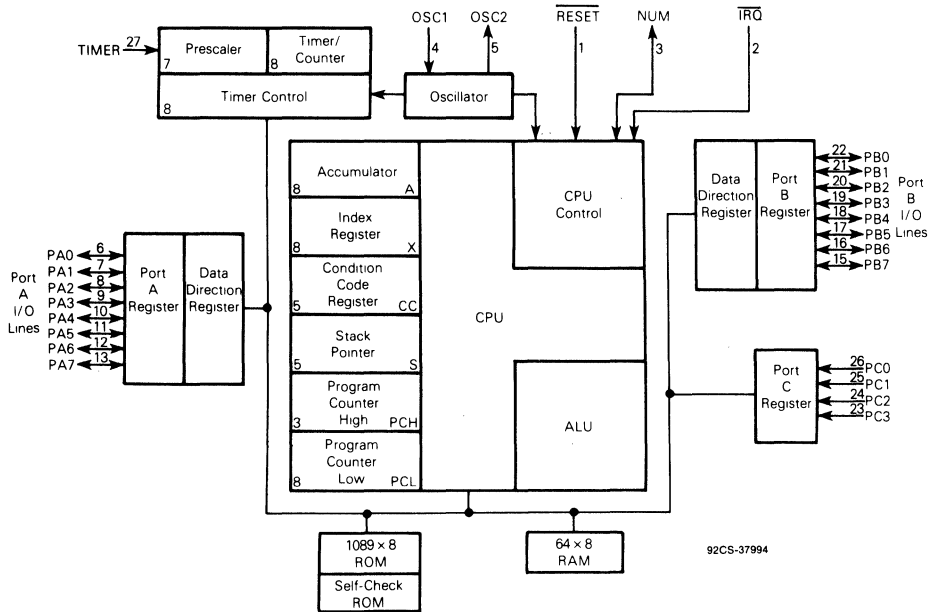 OSC1 OSC2 RESET NUM IRQ
4 5 1 3 2
TIMER 27
Prescaler
7
Timer/
Counter
8
Timer Control
8
Oscillator
Accumulator
8 A
Index
Register
8 X
Condition
Code
Register
5 CC
Stack
Pointer
5 S
Program
Counter
High
3 PCH
Program
Counter
Low
8 PCL
CPU
CPU
Control
ALU
Port
A
I/O
Lines
PA0 6
PA1 7
PA2 8
PA3 9
PA4 10
PA5 11
PA6 12
PA7 13
Port
A
Register
Data
Direction
Register
Data
Direction
Register
Port
B
Register
22 PB0
21 PB1
20 PB2
19 PB3
18 PB4
17 PB5
16 PB6
15 PB7
Port
B
I/O
Lines
Port
C
Register
26 PC0
25 PC1
24 PC2
23 PC3
1089 × 8
ROM
Self-Check
ROM
64 × 8
RAM
92CS-37994